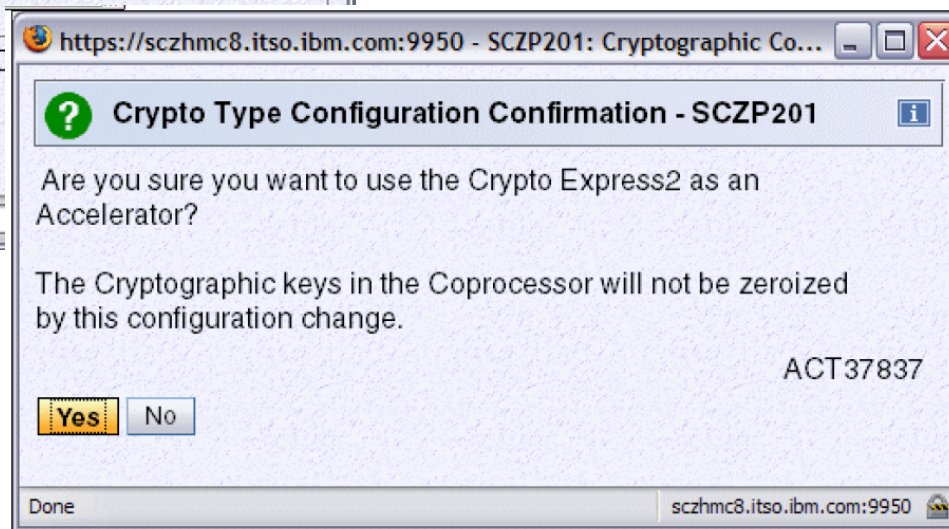 https://sczhmc8.itso.ibm.com:9950 - SCZP201: Cryptographic Co...
Crypto Type Configuration Confirmation - SCZP201
i
Are you sure you want to use the Crypto Express2 as an
Accelerator?
The Cryptographic keys in the Coprocessor will not be zeroized
by this configuration change.
ACT37837
Yes No
Done sczhmc8.itso.ibm.com:9950